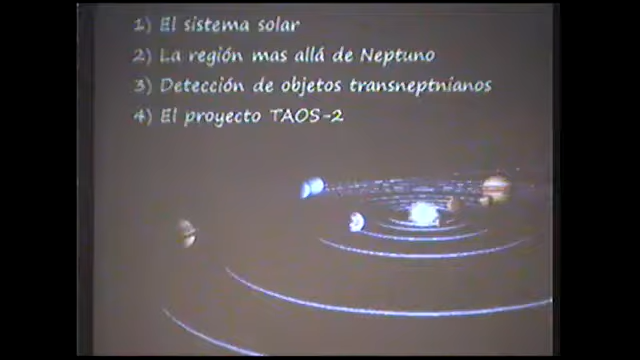 1) El sistema solar
2) La región mas allá de Neptuno
3) Detección de objetos transneptnianos
4) El proyecto TAOS-2